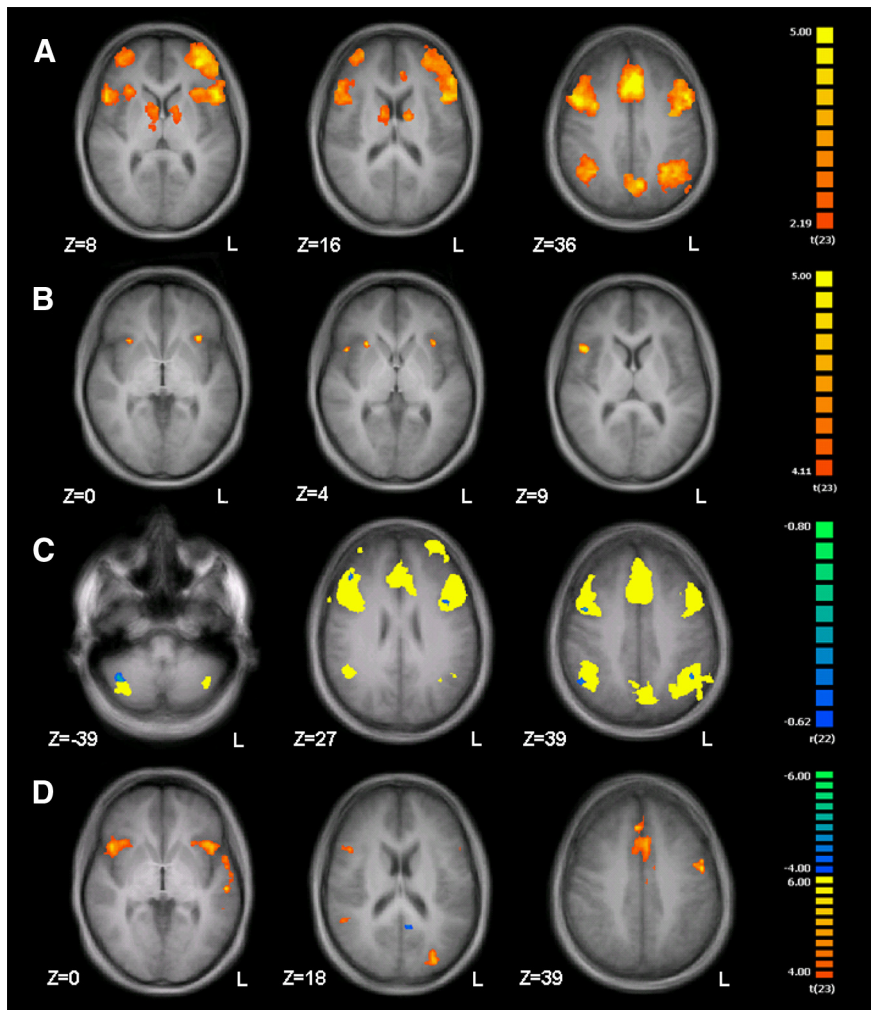 A
5.00
2.19
t(23)
Z=8 L Z=16 L Z=36 L
B
5.00
4.11
t(23)
Z=0 L Z=4 L Z=9 L
C
-0.80
-0.62
r(22)
Z=-39 L Z=27 L Z=39 L
D
-6.00
-4.00
6.00
4.00
t(23)
Z=0 L Z=18 L Z=39 L